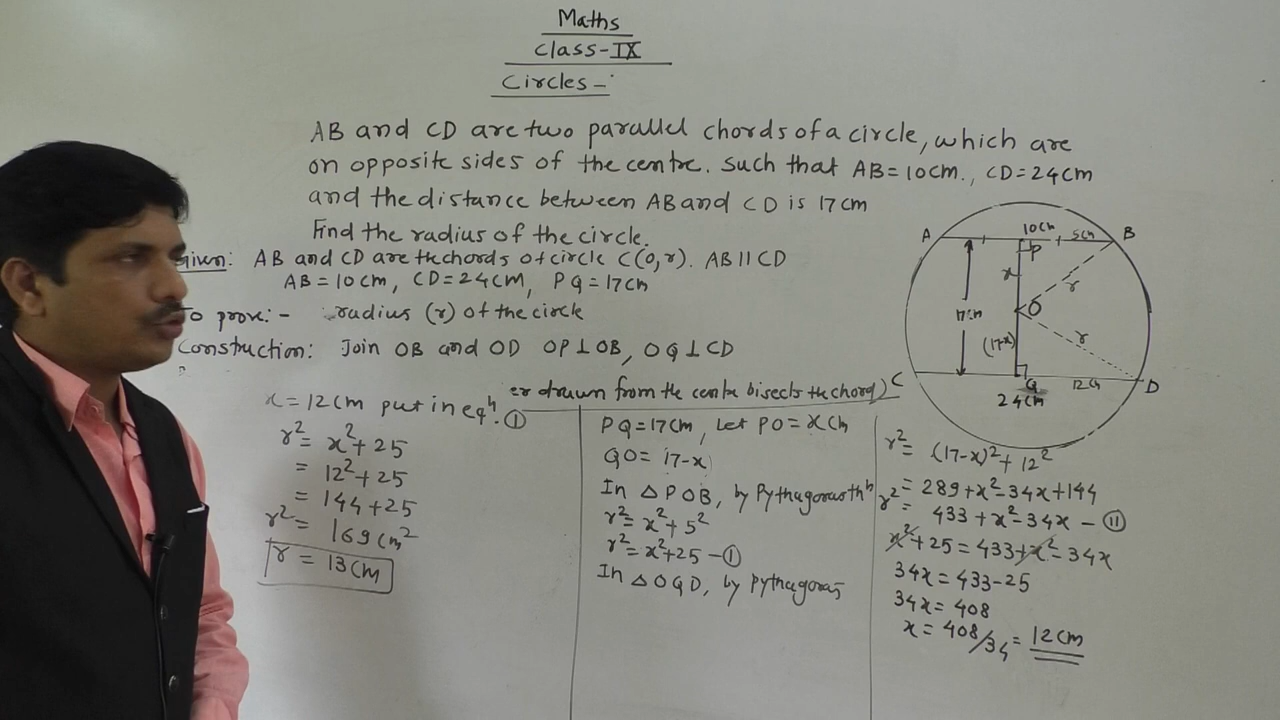 Maths
Class-IX
Circles-:
AB and CD are two parallel chords of a circle, which are
on opposite sides of the centre. Such that AB=10cm., CD=24cm
and the distance between AB and CD is 17cm
Find the radius of the circle.
Given: AB and CD are the chords of circle C(O,r). AB||CD
AB=10cm, CD=24cm, PQ=17cm
To prove:- radius (r) of the circle
Construction: Join OB and OD OP⊥OB, OQ⊥CD
er drawn from the centre bisects the chord)
x=12cm put in eqⁿ. ①
r²= x²+25
= 12²+25
= 144+25
r²= 169cm²
r = 13cm
PQ=17cm, Let PO=xcm
QO= 17-x
In △POB, by Pythagorasthⁿ
r²=x²+5²
r²=x²+25-①
In △OQD, by Pythagoras
r²= (17-x)²+12²
= 289+x²-34x+144
r²= 433+x²-34x-⑪
x²+25=433+x²-34x
34x=433-25
34x=408
x=408/34=12cm
A
10cm
5cm
B
P
x
O
r
17cm
(17-x)
r
C
Q
12cm
D
24cm